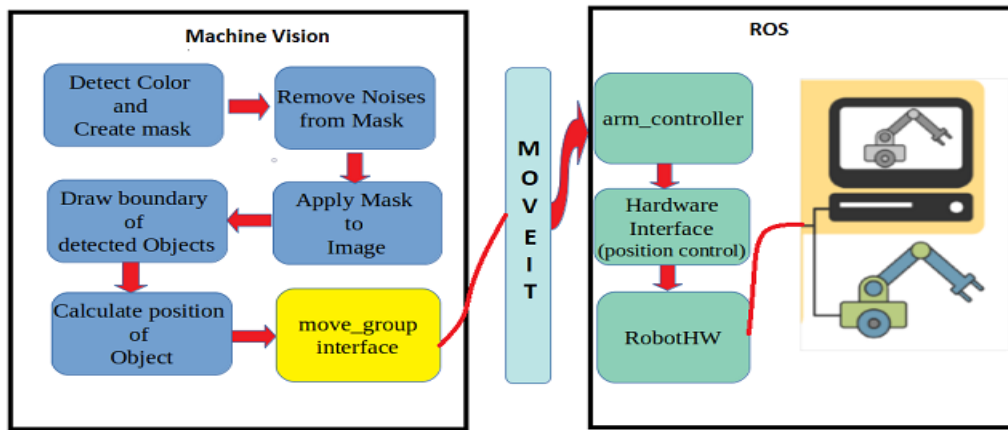 Machine Vision
Detect Color
and
Create mask
Remove Noises
from Mask
Apply Mask
to
Image
Draw boundary
of
detected Objects
Calculate position
of
Object
move_group
interface
M
O
V
E
I
T
ROS
arm_controller
Hardware
Interface
(position control)
RobotHW